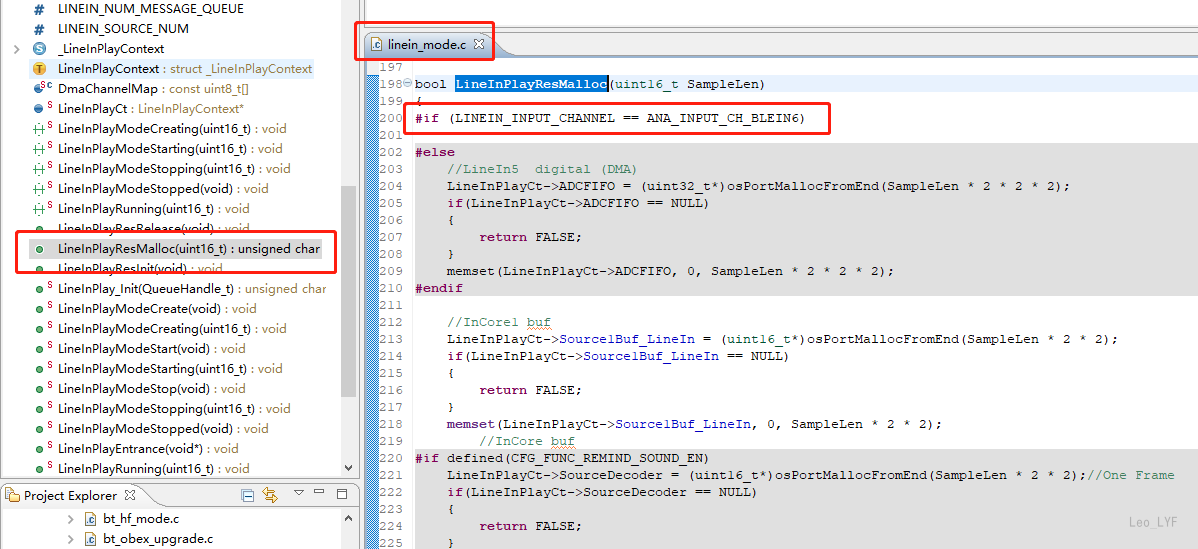 LINEIN_NUM_MESSAGE_QUEUE
LINEIN_SOURCE_NUM
_LineInPlayContext
LineInPlayContext : struct _LineInPlayContext
DmaChannelMap : const uint8_t[]
LineInPlayCt : LineInPlayContext*
LineInPlayModeCreating(uint16_t) : void
LineInPlayModeStarting(uint16_t) : void
LineInPlayModeStopping(uint16_t) : void
LineInPlayModeStopped(void) : void
LineInPlayRunning(uint16_t) : void
LineInPlayResRelease(void) : void
LineInPlayResMalloc(uint16_t) : unsigned char
LineInPlayResInit(void) : void
LineInPlay_Init(QueueHandle_t) : unsigned char
LineInPlayModeCreate(void) : void
LineInPlayModeCreating(uint16_t) : void
LineInPlayModeStart(void) : void
LineInPlayModeStarting(uint16_t) : void
LineInPlayModeStop(void) : void
LineInPlayModeStopping(uint16_t) : void
LineInPlayModeStopped(void) : void
LineInPlayEntrance(void*) : void
LineInPlayRunning(uint16_t) : void
Project Explorer
bt_hf_mode.c
bt_obex_upgrade.c
linein_mode.c
197
198 bool LineInPlayResMalloc(uint16_t SampleLen)
199 {
200 #if (LINEIN_INPUT_CHANNEL == ANA_INPUT_CH_BLEIN6)
201
202 #else
203 //LineIn5  digital (DMA)
204 LineInPlayCt->ADCFIFO = (uint32_t*)osPortMallocFromEnd(SampleLen * 2 * 2 * 2);
205 if(LineInPlayCt->ADCFIFO == NULL)
206 {
207 return FALSE;
208 }
209 memset(LineInPlayCt->ADCFIFO, 0, SampleLen * 2 * 2 * 2);
210 #endif
211
212 //InCore1 buf
213 LineInPlayCt->Source1Buf_LineIn = (uint16_t*)osPortMallocFromEnd(SampleLen * 2 * 2);
214 if(LineInPlayCt->Source1Buf_LineIn == NULL)
215 {
216 return FALSE;
217 }
218 memset(LineInPlayCt->Source1Buf_LineIn, 0, SampleLen * 2 * 2);
219 //InCore buf
220 #if defined(CFG_FUNC_REMIND_SOUND_EN)
221 LineInPlayCt->SourceDecoder = (uint16_t*)osPortMallocFromEnd(SampleLen * 2 * 2);//One Frame
222 if(LineInPlayCt->SourceDecoder == NULL)
223 {
224 return FALSE;
225 }
Leo_LYF